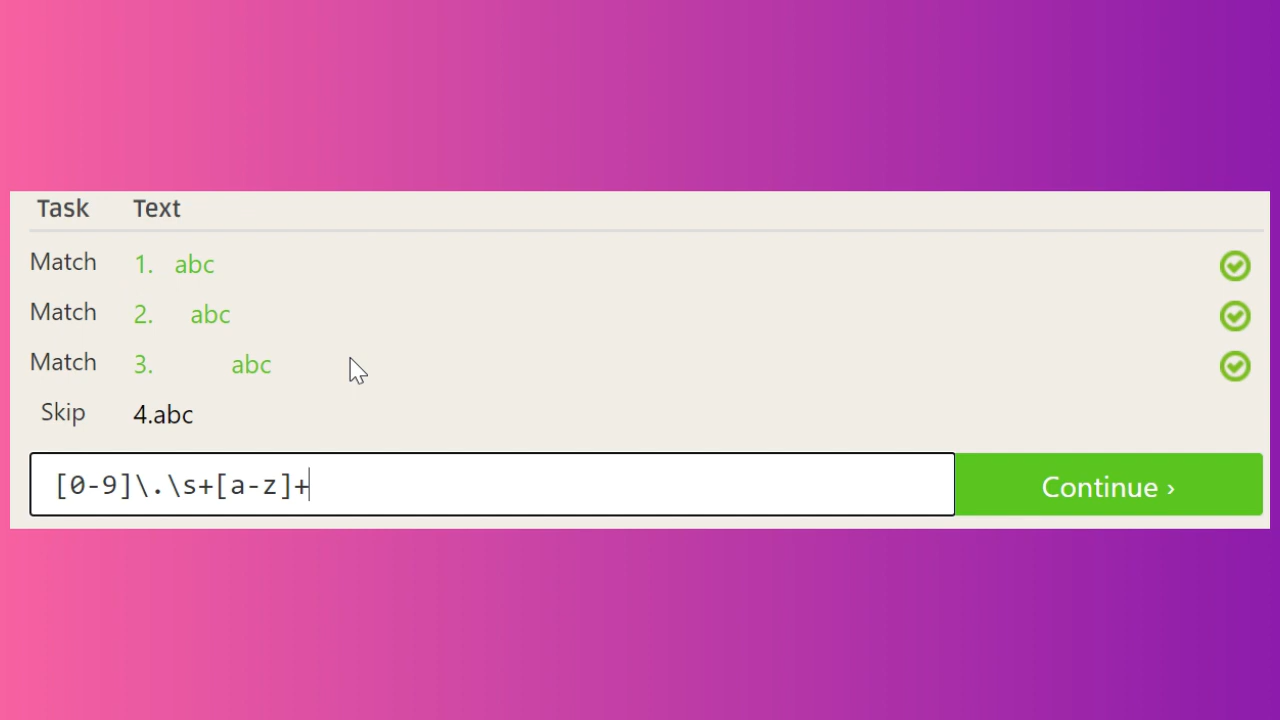 Task Text
Match 1. abc
Match 2. abc
Match 3. abc
Skip 4.abc
[0-9]\.\s+[a-z]+ Continue ›